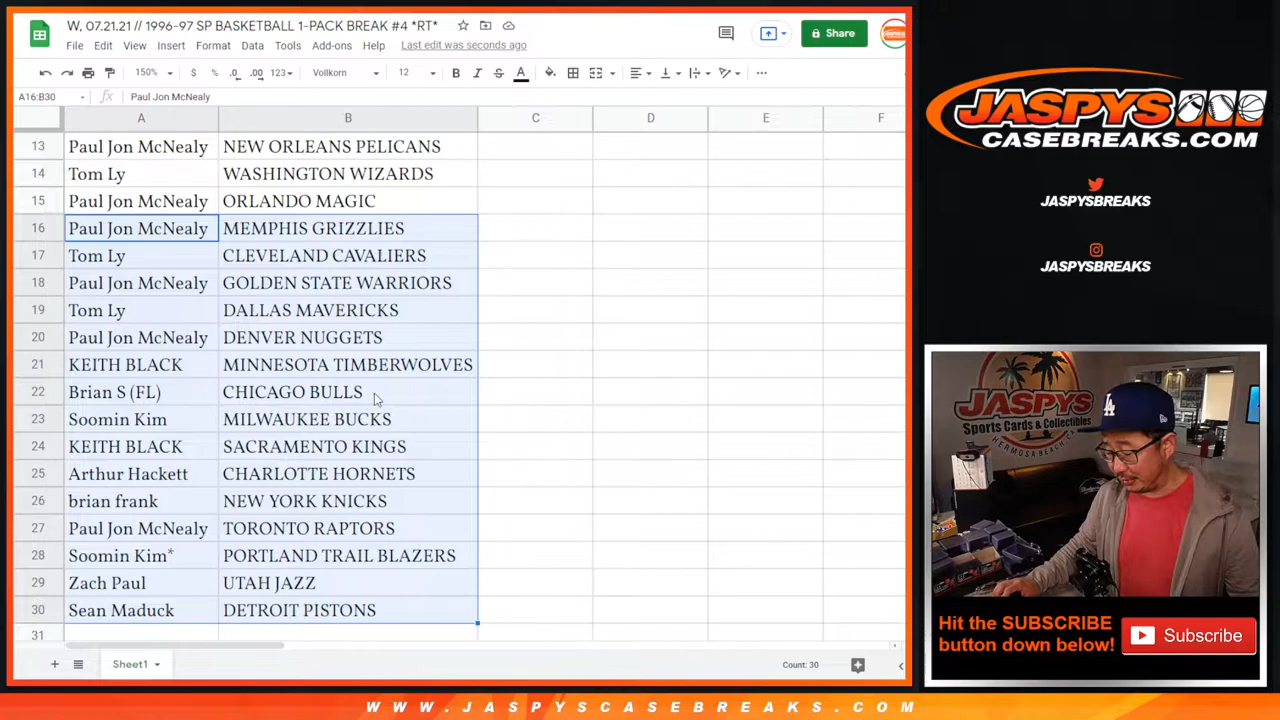 W, 07.21.21 // 1996-97 SP BASKETBALL 1-PACK BREAK #4 *RT*
File Edit View Insert Format Data Tools Add-ons Help Last edit was seconds ago
Share
150% $ % .0 .00 123 Vollkorn 12 B I S A
A16:B30 fx Paul Jon McNealy
A B C D E F
13 Paul Jon McNealy NEW ORLEANS PELICANS
14 Tom Ly WASHINGTON WIZARDS
15 Paul Jon McNealy ORLANDO MAGIC
16 Paul Jon McNealy MEMPHIS GRIZZLIES
17 Tom Ly CLEVELAND CAVALIERS
18 Paul Jon McNealy GOLDEN STATE WARRIORS
19 Tom Ly DALLAS MAVERICKS
20 Paul Jon McNealy DENVER NUGGETS
21 KEITH BLACK MINNESOTA TIMBERWOLVES
22 Brian S (FL) CHICAGO BULLS
23 Soomin Kim MILWAUKEE BUCKS
24 KEITH BLACK SACRAMENTO KINGS
25 Arthur Hackett CHARLOTTE HORNETS
26 brian frank NEW YORK KNICKS
27 Paul Jon McNealy TORONTO RAPTORS
28 Soomin Kim* PORTLAND TRAIL BLAZERS
29 Zach Paul UTAH JAZZ
30 Sean Maduck DETROIT PISTONS
31
Sheet1 Count: 30
JASPYS
CASEBREAKS.COM
JASPYSBREAKS
JASPYSBREAKS
JASPYS
Sports Cards & Collectibles
HERMOSA BEACH
LA
Hit the SUBSCRIBE
button down below!
Subscribe
WWW.JASPYSCASEBREAKS.COM